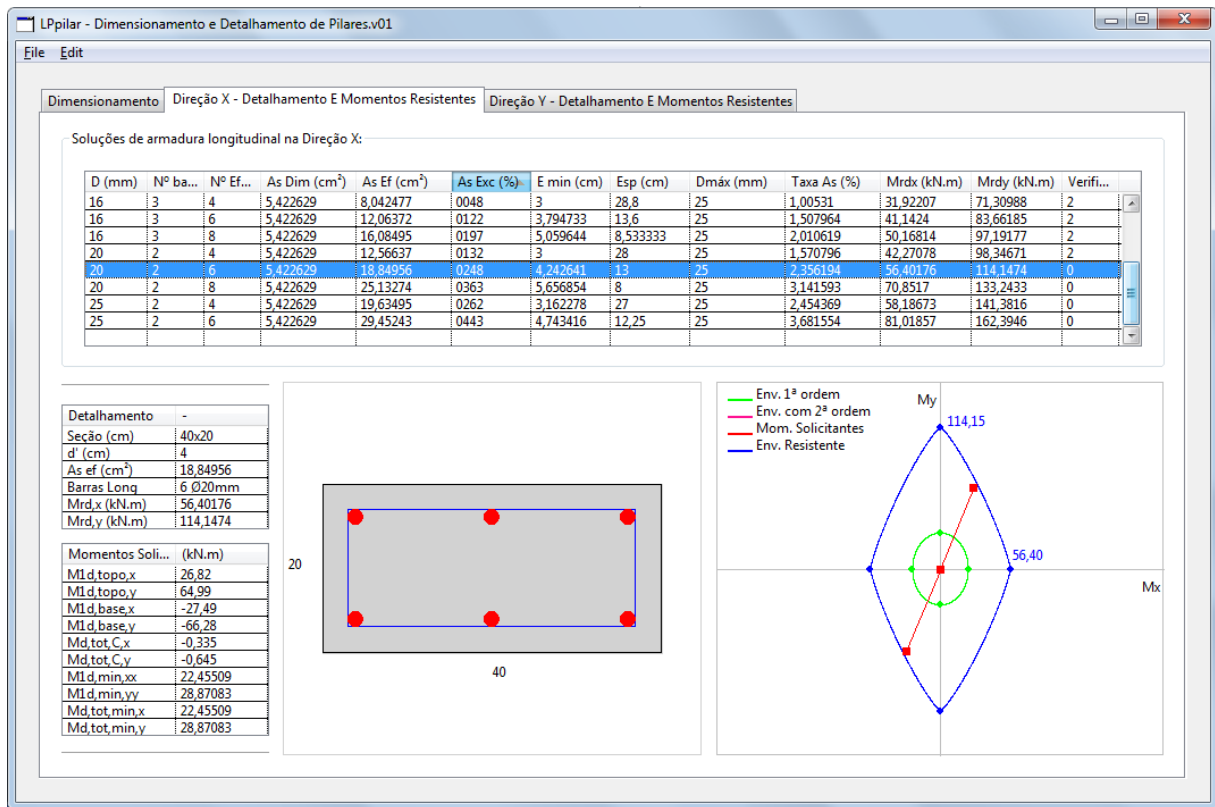 LPpilar - Dimensionamento e Detalhamento de Pilares.v01
File Edit
Dimensionamento Direção X - Detalhamento E Momentos Resistentes Direção Y - Detalhamento E Momentos Resistentes
Soluções de armadura longitudinal na Direção X:
D (mm) Nº ba... Nº Ef... As Dim (cm²) As Ef (cm²) As Exc (%) E min (cm) Esp (cm) Dmáx (mm) Taxa As (%) Mrdx (kN.m) Mrdy (kN.m) Verifi...
16 3 4 5,422629 8,042477 0048 3 28,8 25 1,00531 31,92207 71,30988 2
16 3 6 5,422629 12,06372 0122 3,794733 13,6 25 1,507964 41,1424 83,66185 2
16 3 8 5,422629 16,08495 0197 5,059644 8,533333 25 2,010619 50,16814 97,19177 2
20 2 4 5,422629 12,56637 0132 3 28 25 1,570796 42,27078 98,34671 2
20 2 6 5,422629 18,84956 0248 4,242641 13 25 2,356194 56,40176 114,1474 0
20 2 8 5,422629 25,13274 0363 5,656854 8 25 3,141593 70,8517 133,2433 0
25 2 4 5,422629 19,63495 0262 3,162278 27 25 2,454369 58,18673 141,3816 0
25 2 6 5,422629 29,45243 0443 4,743416 12,25 25 3,681554 81,01857 162,3946 0
Detalhamento -
Seção (cm) 40x20
d' (cm) 4
As ef (cm²) 18,84956
Barras Long 6 Ø20mm
Mrd,x (kN.m) 56,40176
Mrd,y (kN.m) 114,1474
Momentos Soli... (kN.m)
M1d,topo,x 26,82
M1d,topo,y 64,99
M1d,base,x -27,49
M1d,base,y -66,28
Md,tot,C,x -0,335
Md,tot,C,y -0,645
M1d,min,xx 22,45509
M1d,min,yy 28,87083
Md,tot,min,x 22,45509
Md,tot,min,y 28,87083
20
40
Env. 1ª ordem
Env. com 2ª ordem
Mom. Solicitantes
Env. Resistente
My
114,15
56,40
Mx